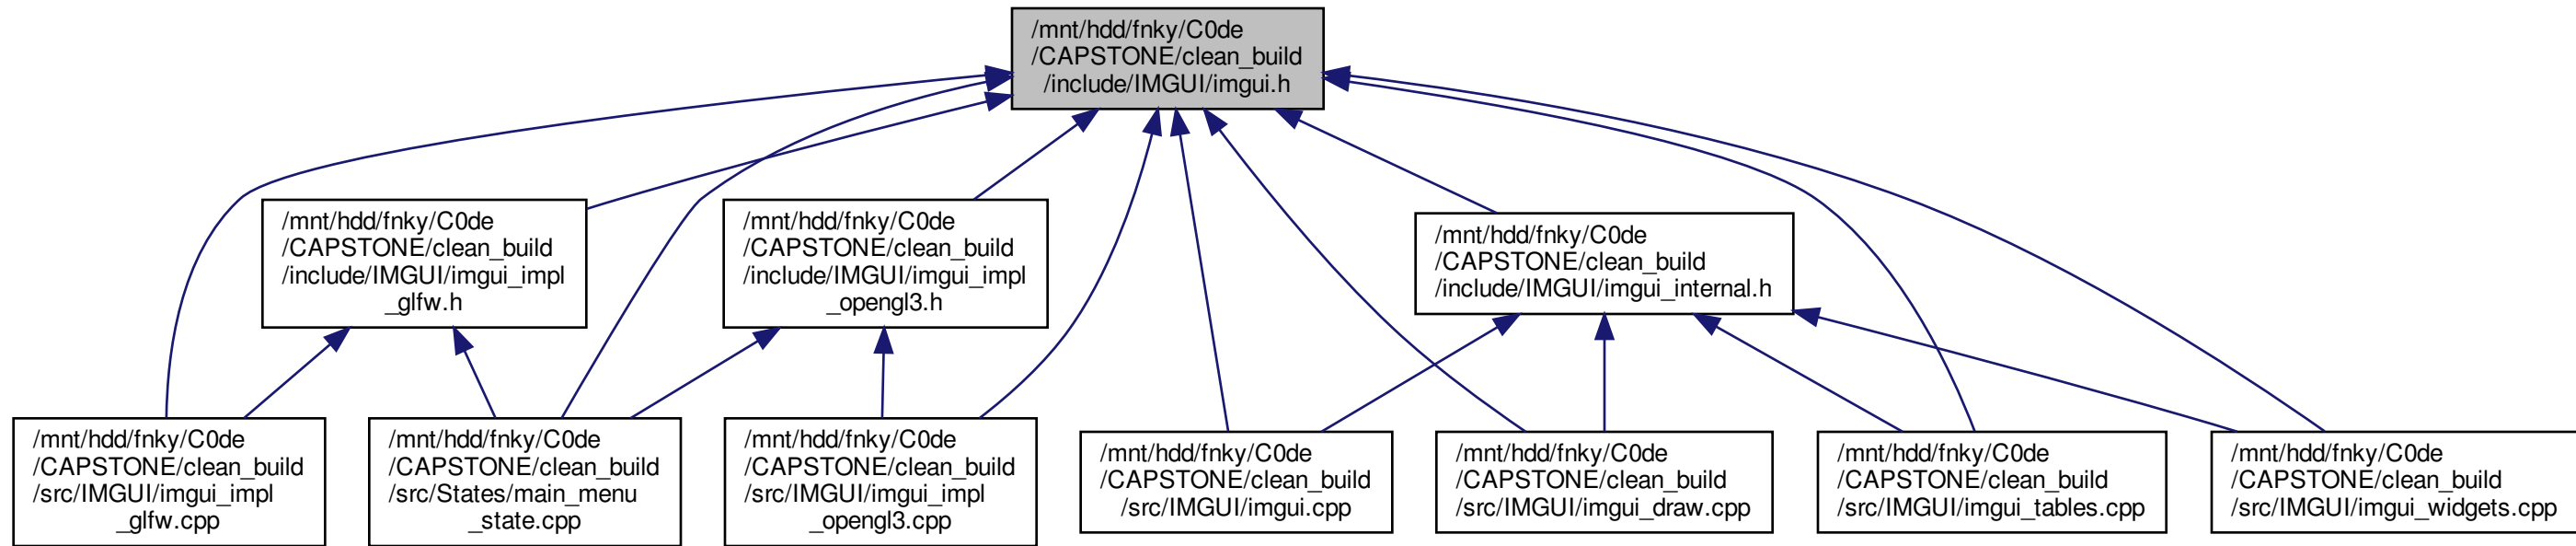 /mnt/hdd/fnky/C0de
/CAPSTONE/clean_build
/include/IMGUI/imgui.h
/mnt/hdd/fnky/C0de
/CAPSTONE/clean_build
/include/IMGUI/imgui_impl
_glfw.h
/mnt/hdd/fnky/C0de
/CAPSTONE/clean_build
/include/IMGUI/imgui_impl
_opengl3.h
/mnt/hdd/fnky/C0de
/CAPSTONE/clean_build
/include/IMGUI/imgui_internal.h
/mnt/hdd/fnky/C0de
/CAPSTONE/clean_build
/src/IMGUI/imgui_impl
_glfw.cpp
/mnt/hdd/fnky/C0de
/CAPSTONE/clean_build
/src/States/main_menu
_state.cpp
/mnt/hdd/fnky/C0de
/CAPSTONE/clean_build
/src/IMGUI/imgui_impl
_opengl3.cpp
/mnt/hdd/fnky/C0de
/CAPSTONE/clean_build
/src/IMGUI/imgui.cpp
/mnt/hdd/fnky/C0de
/CAPSTONE/clean_build
/src/IMGUI/imgui_draw.cpp
/mnt/hdd/fnky/C0de
/CAPSTONE/clean_build
/src/IMGUI/imgui_tables.cpp
/mnt/hdd/fnky/C0de
/CAPSTONE/clean_build
/src/IMGUI/imgui_widgets.cpp